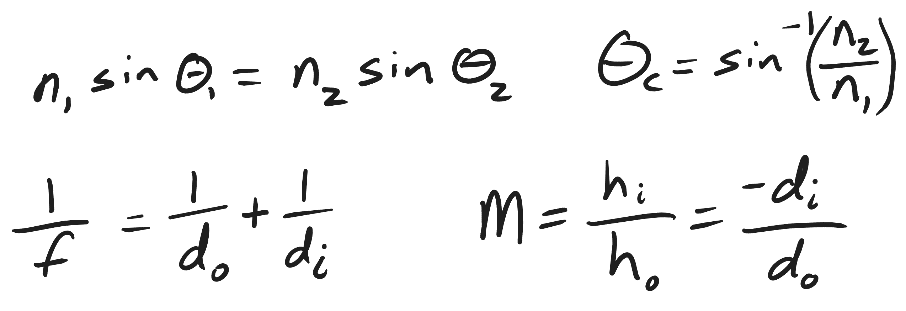 n₁ sin θ₁ = n₂ sin θ₂  θc = sin⁻¹(n₂/n₁)
1/f = 1/dₒ + 1/dᵢ  m = hᵢ/hₒ = -dᵢ/dₒ